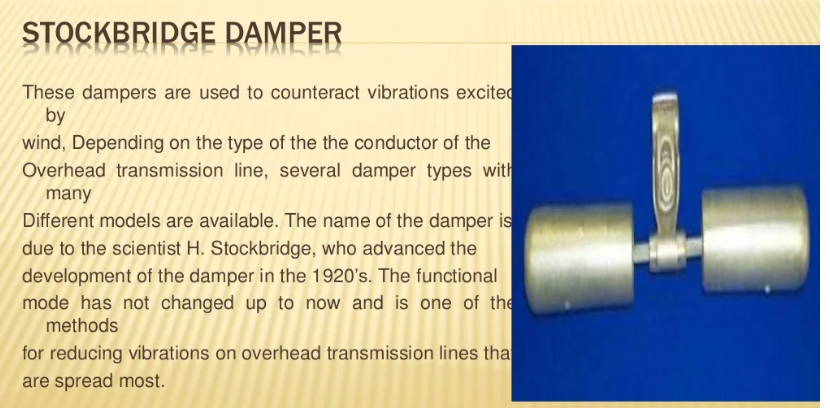 STOCKBRIDGE DAMPER
These dampers are used to counteract vibrations excited
by
wind, Depending on the type of the the conductor of the
Overhead transmission line, several damper types with
many
Different models are available. The name of the damper is
due to the scientist H. Stockbridge, who advanced the
development of the damper in the 1920's. The functional
mode has not changed up to now and is one of the
methods
for reducing vibrations on overhead transmission lines that
are spread most.